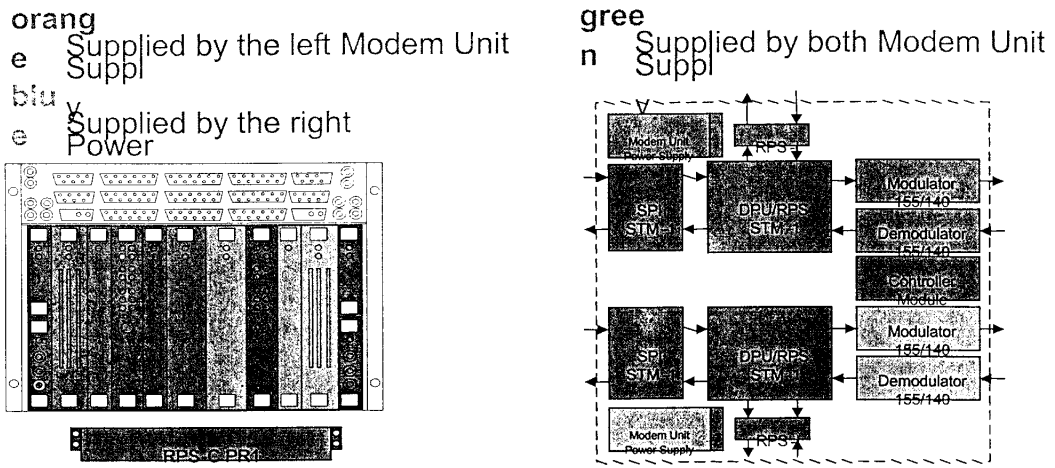 orang
e Supplied by the left Modem Unit
Suppl
blu y
e Supplied by the right
Power
gree
n Supplied by both Modem Unit
Suppl
RPS-C PR1
Modem Unit
Power Supply
RPS-I
SPI
STM-1
DPU/RPS
STM-1
Modulator
155/140
Demodulator
155/140
Controller
Module
SPI
STM-1
DPU/RPS
STM-1
Modulator
155/140
Demodulator
155/140
Modem Unit
Power Supply
RPS-I